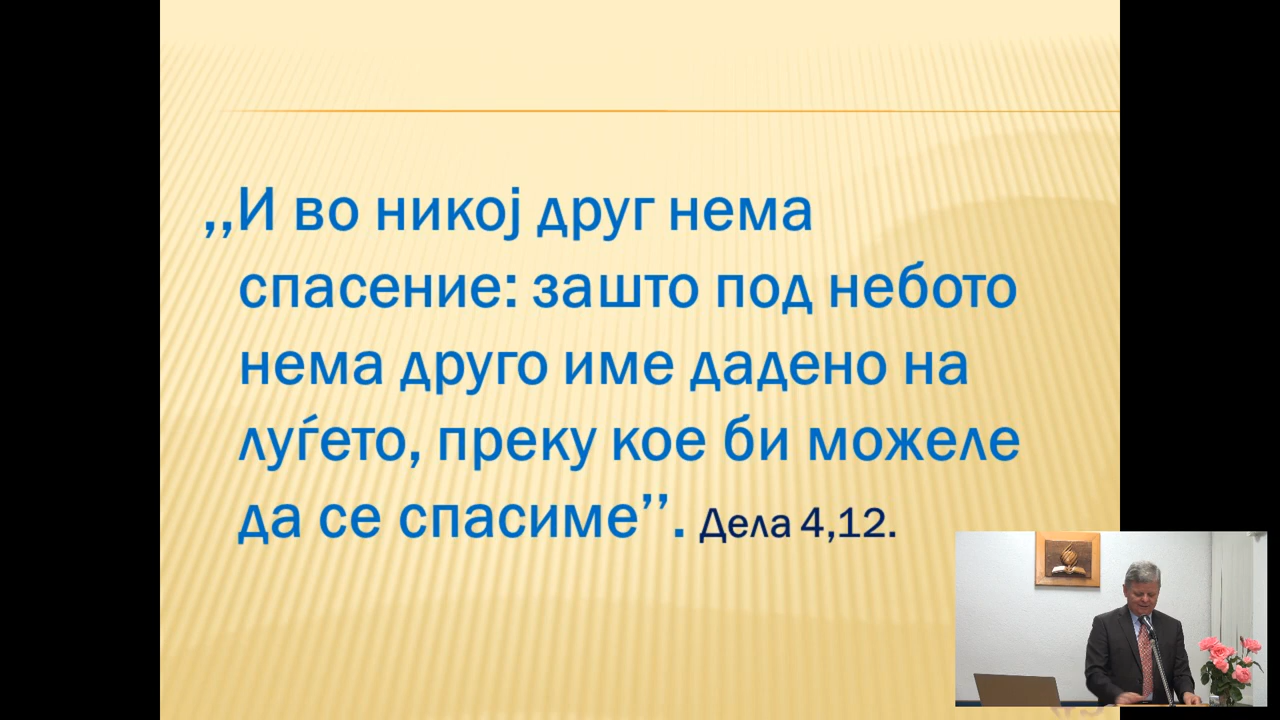 ,,И во никој друг нема
спасение: зашто под небото
нема друго име дадено на
луѓето, преку кое би можеле
да се спасиме’’. Дела 4,12.